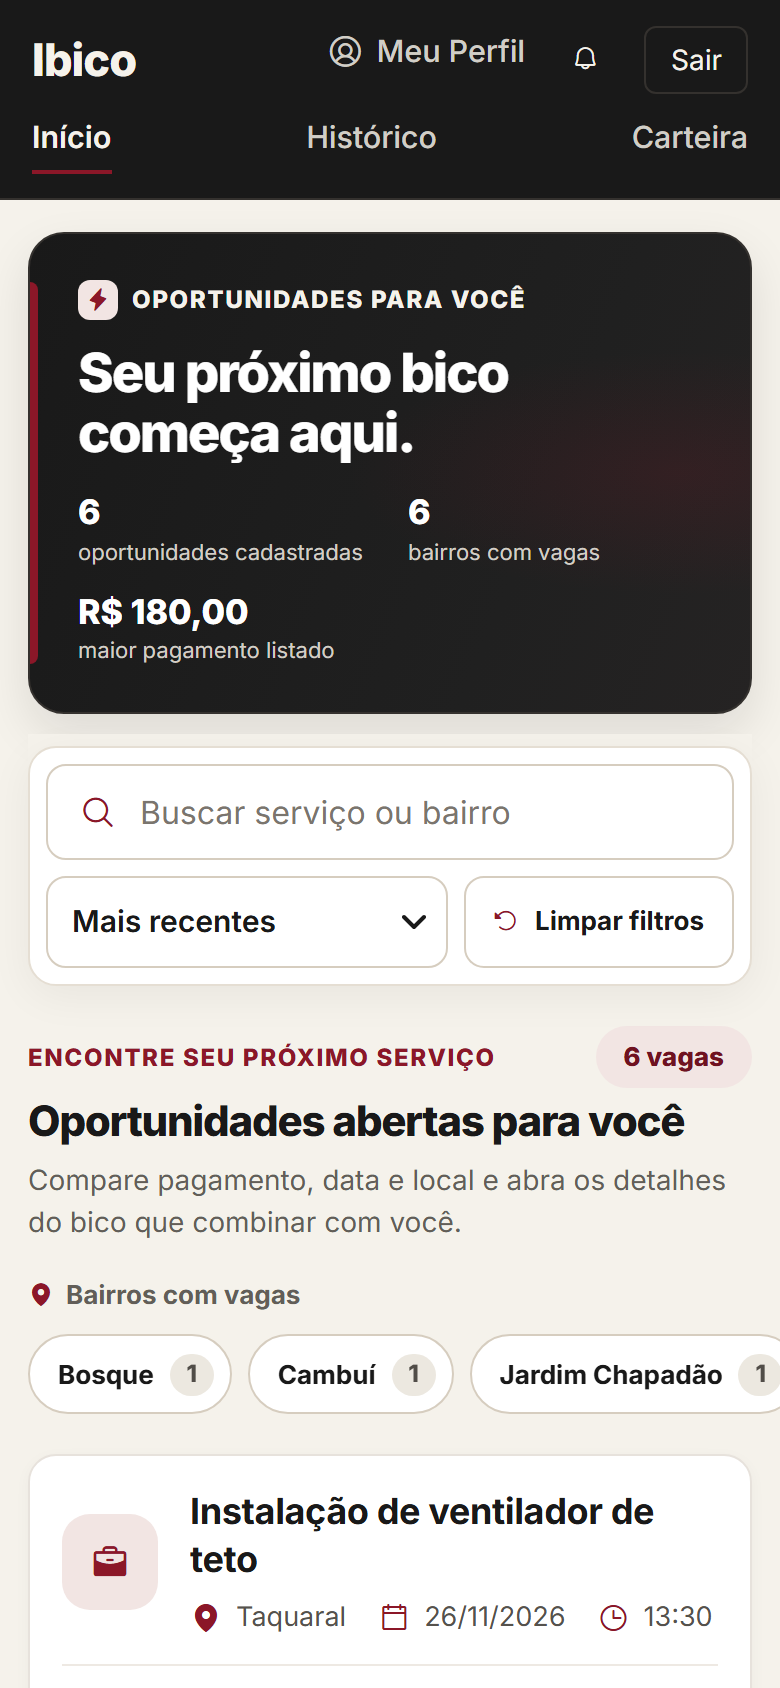 Ibico
Meu Perfil
Sair
Início
Histórico
Carteira
OPORTUNIDADES PARA VOCÊ
Seu próximo bico
começa aqui.
6
oportunidades cadastradas
6
bairros com vagas
R$ 180,00
maior pagamento listado
Buscar serviço ou bairro
Mais recentes
Limpar filtros
ENCONTRE SEU PRÓXIMO SERVIÇO
6 vagas
Oportunidades abertas para você
Compare pagamento, data e local e abra os detalhes
do bico que combinar com você.
Bairros com vagas
Bosque 1
Cambuí 1
Jardim Chapadão 1
Instalação de ventilador de
teto
Taquaral 26/11/2026 13:30